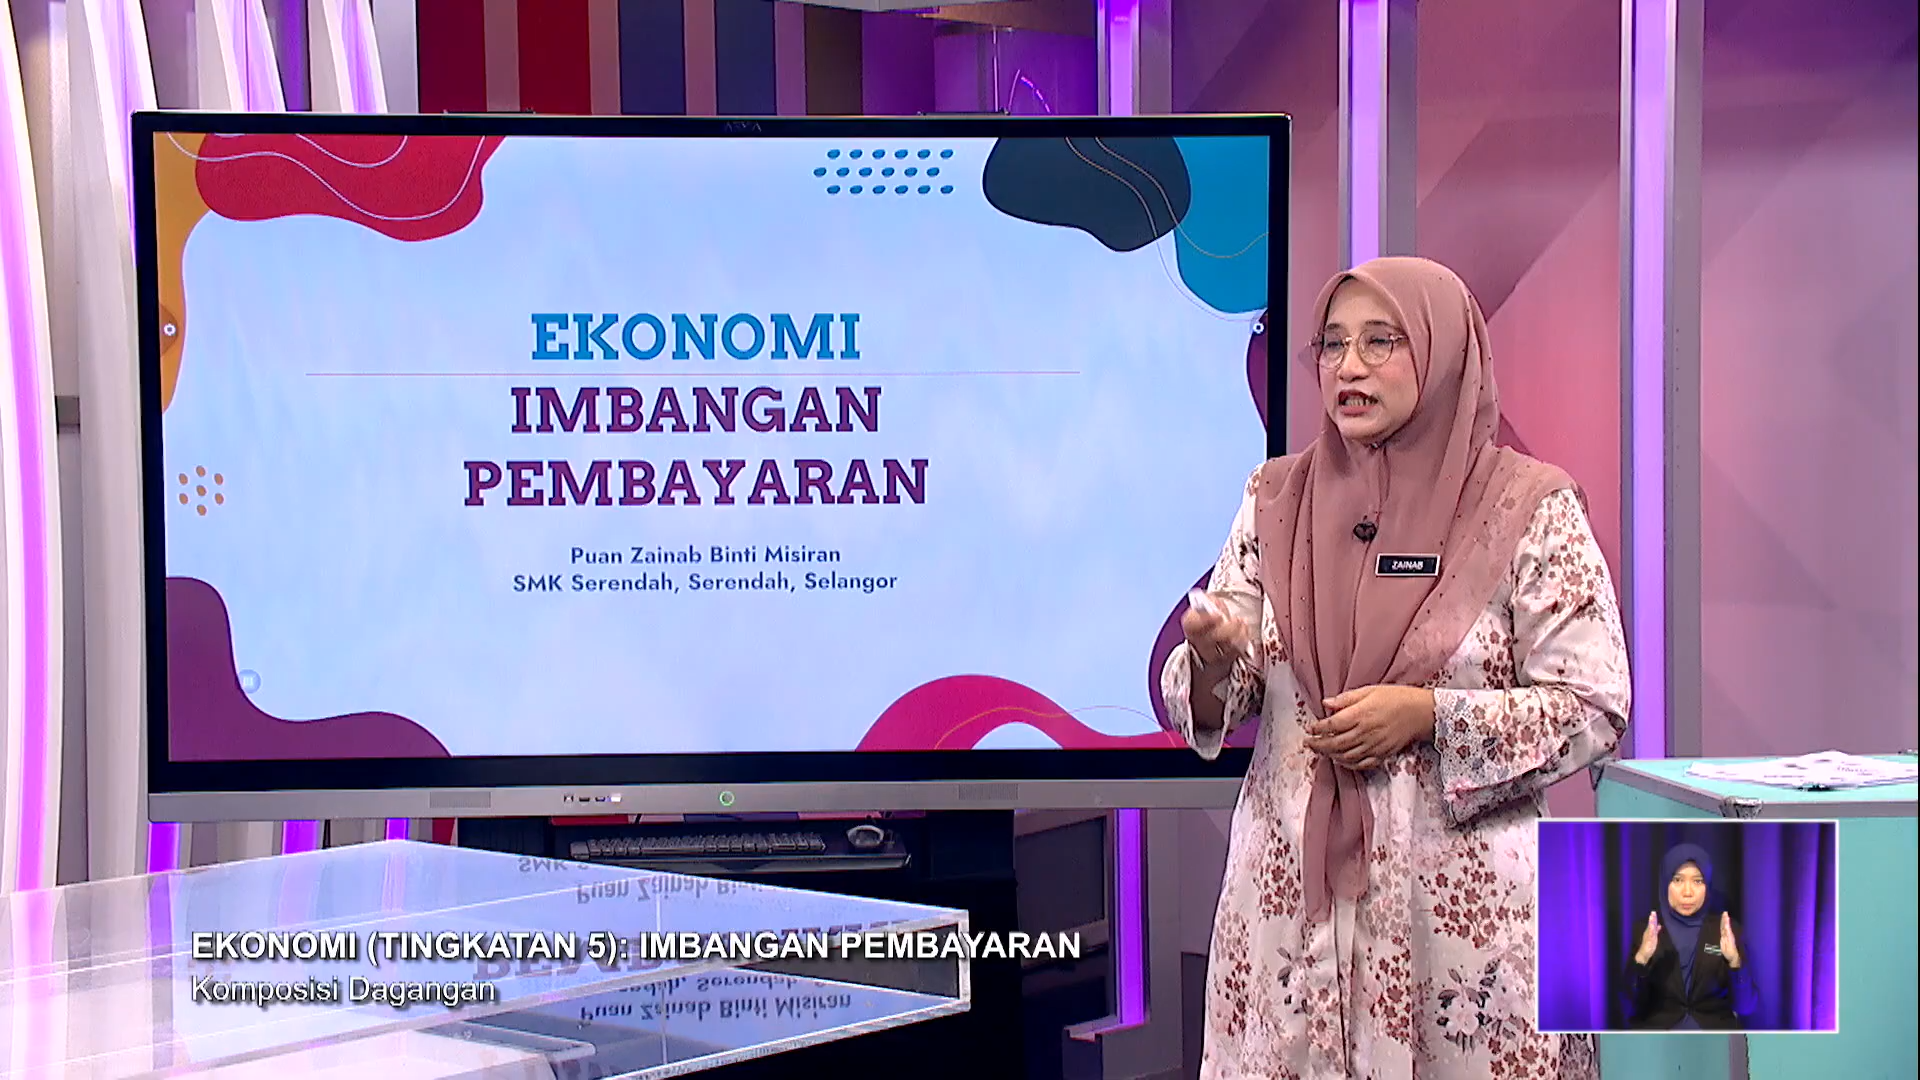 EKONOMI
IMBANGAN
PEMBAYARAN
Puan Zainab Binti Misiran
SMK Serendah, Serendah, Selangor
ZAINAB
EKONOMI (TINGKATAN 5): IMBANGAN PEMBAYARAN
Komposisi Dagangan